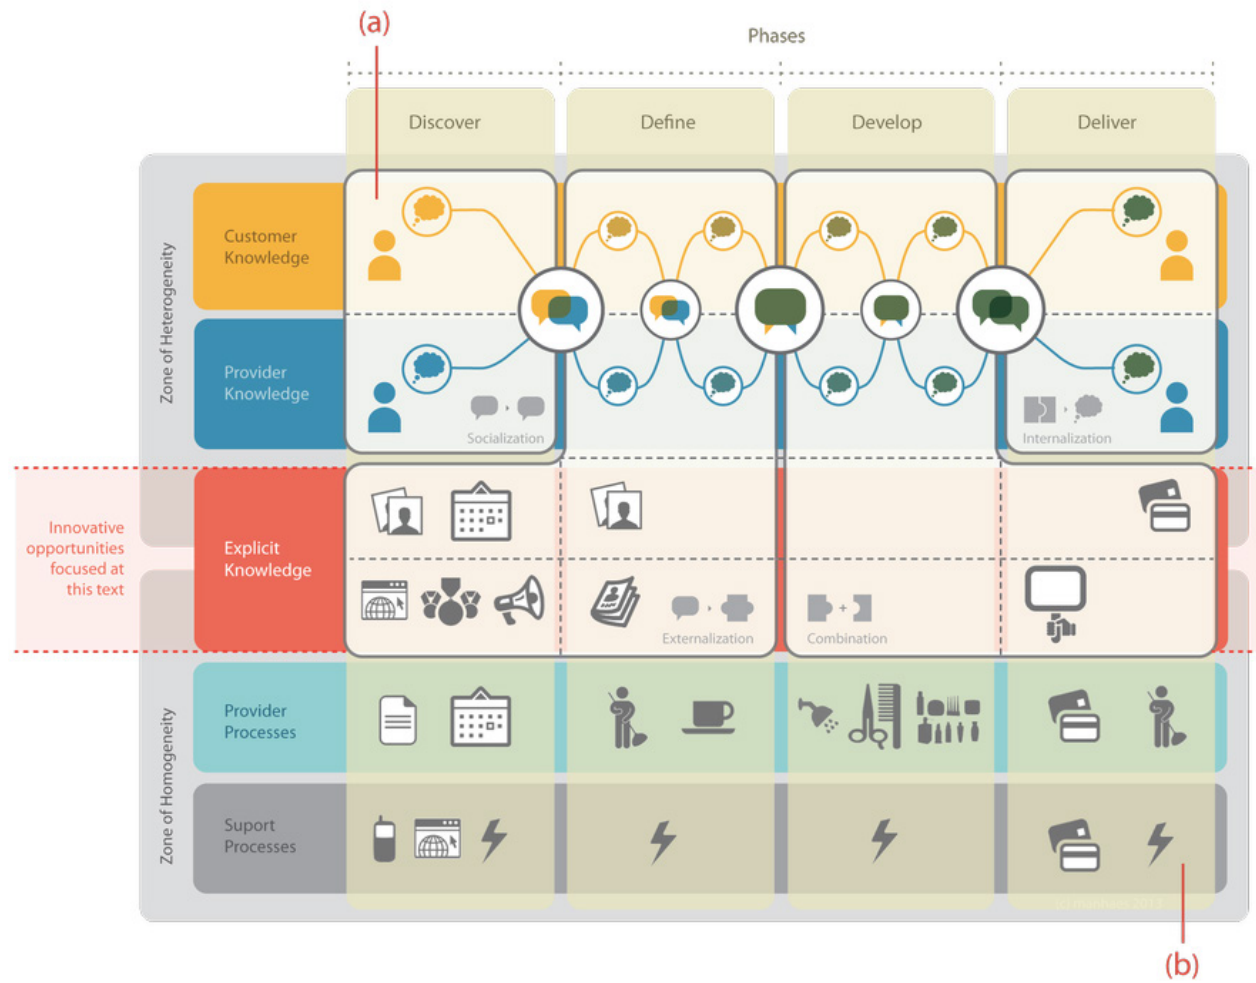 (a)
Phases
Discover
Define
Develop
Deliver
Zone of Heterogeneity
Customer
Knowledge
Provider
Knowledge
Socialization
Internalization
Innovative
opportunities
focused at
this text
Explicit
Knowledge
Externalization
Combination
Zone of Homogeneity
Provider
Processes
Suport
Processes
(b)